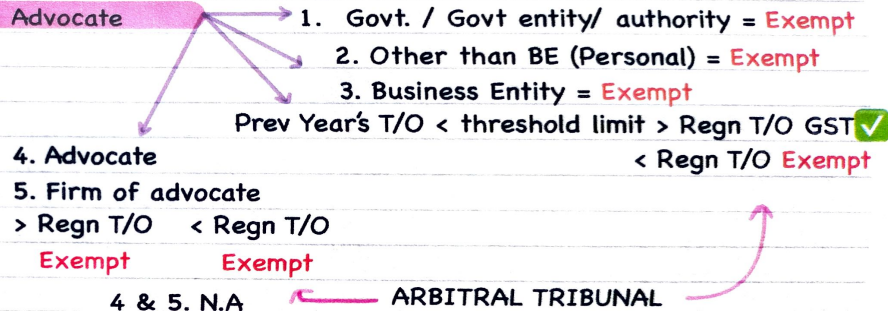 Advocate
1. Govt. / Govt entity/ authority = Exempt
2. Other than BE (Personal) = Exempt
3. Business Entity = Exempt
Prev Year's T/O < threshold limit > Regn T/O GST ✅
< Regn T/O Exempt
4. Advocate
5. Firm of advocate
> Regn T/O < Regn T/O
Exempt Exempt
4 & 5. N.A ARBITRAL TRIBUNAL